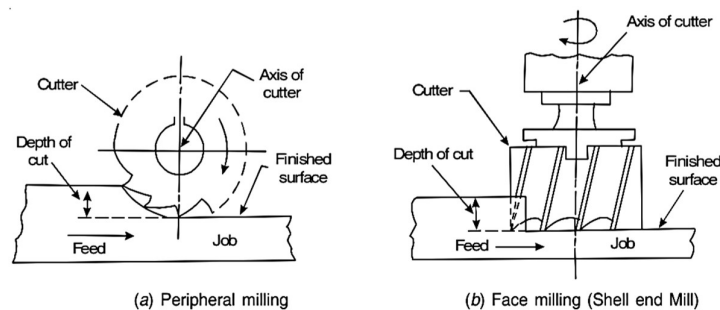 Cutter
Axis of
cutter
Depth of
cut
Finished
surface
Feed
Job
(a) Peripheral milling
Axis of cutter
Cutter
Depth of cut
Finished
surface
Feed
Job
(b) Face milling (Shell end Mill)